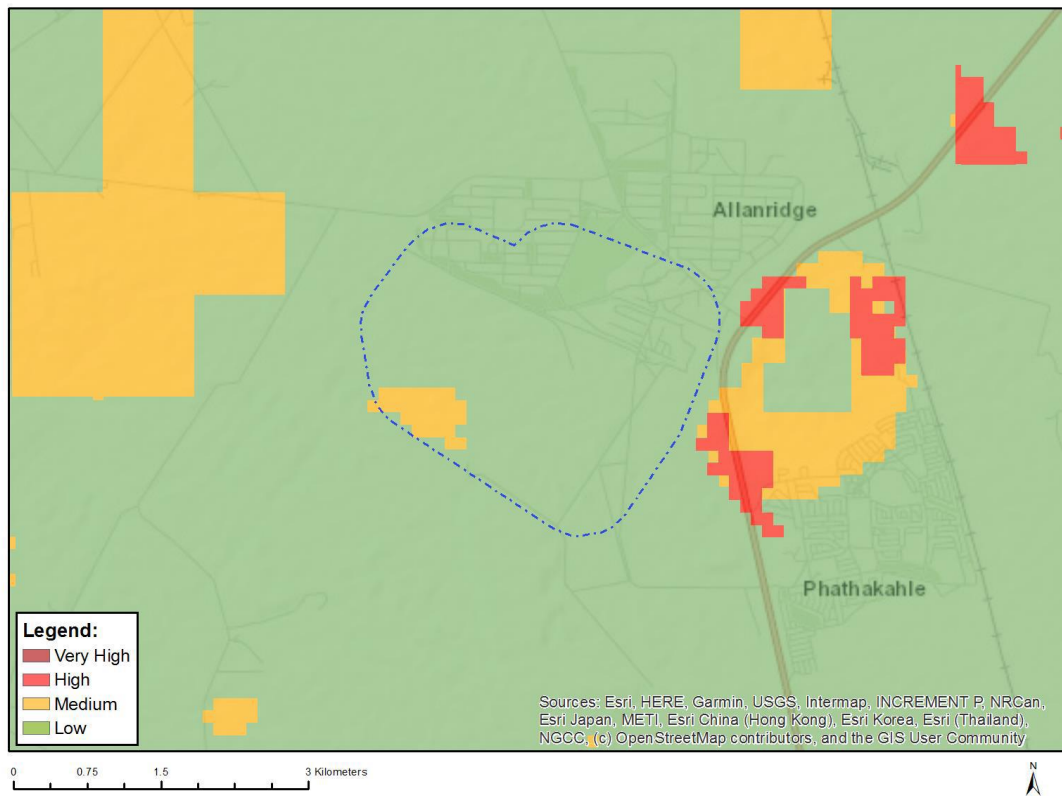 Allanridge
Phathakahle
Legend:
Very High
High
Medium
Low
Sources: Esri, HERE, Garmin, USGS, Intermap, INCREMENT P, NRCan,
Esri Japan, METI, Esri China (Hong Kong), Esri Korea, Esri (Thailand),
NGCC, (c) OpenStreetMap contributors, and the GIS User Community
0 0.75 1.5 3 Kilometers
N